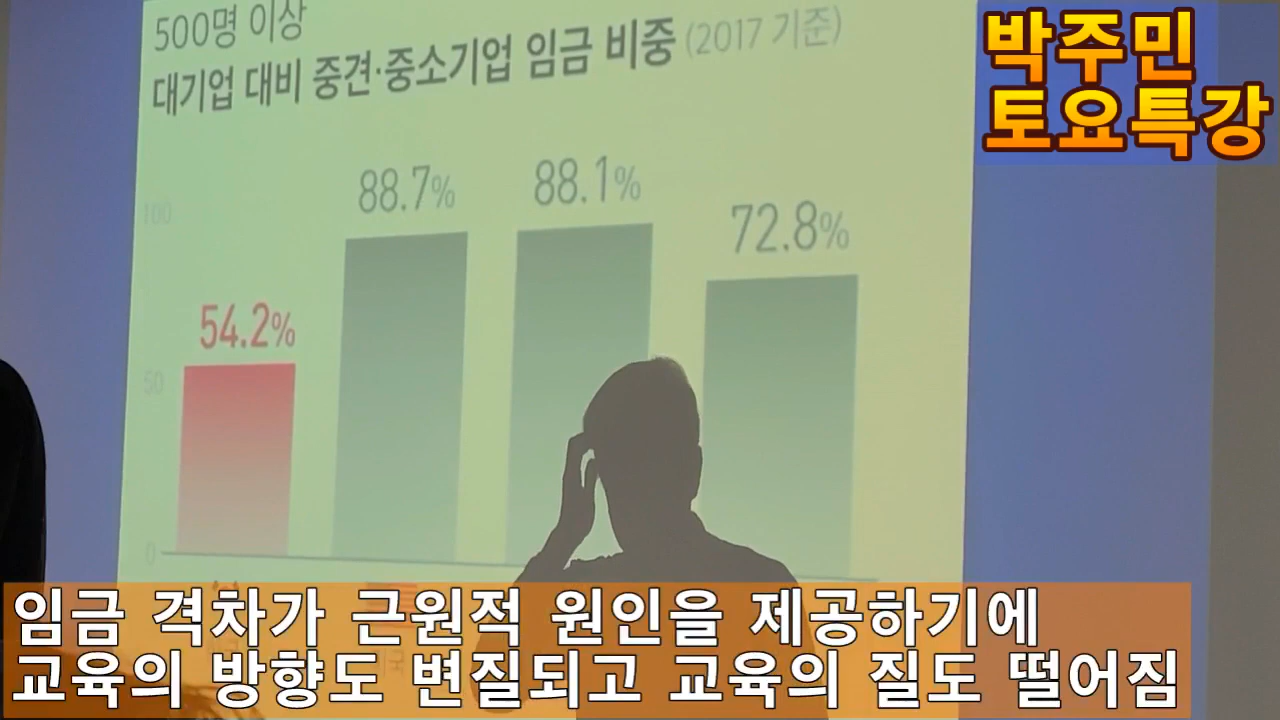 500명 이상
대기업 대비 중견·중소기업 임금 비중 (2017 기준)
박주민
토요특강
88.7%
88.1%
72.8%
54.2%
100
50
0
임금 격차가 근원적 원인을 제공하기에
교육의 방향도 변질되고 교육의 질도 떨어짐